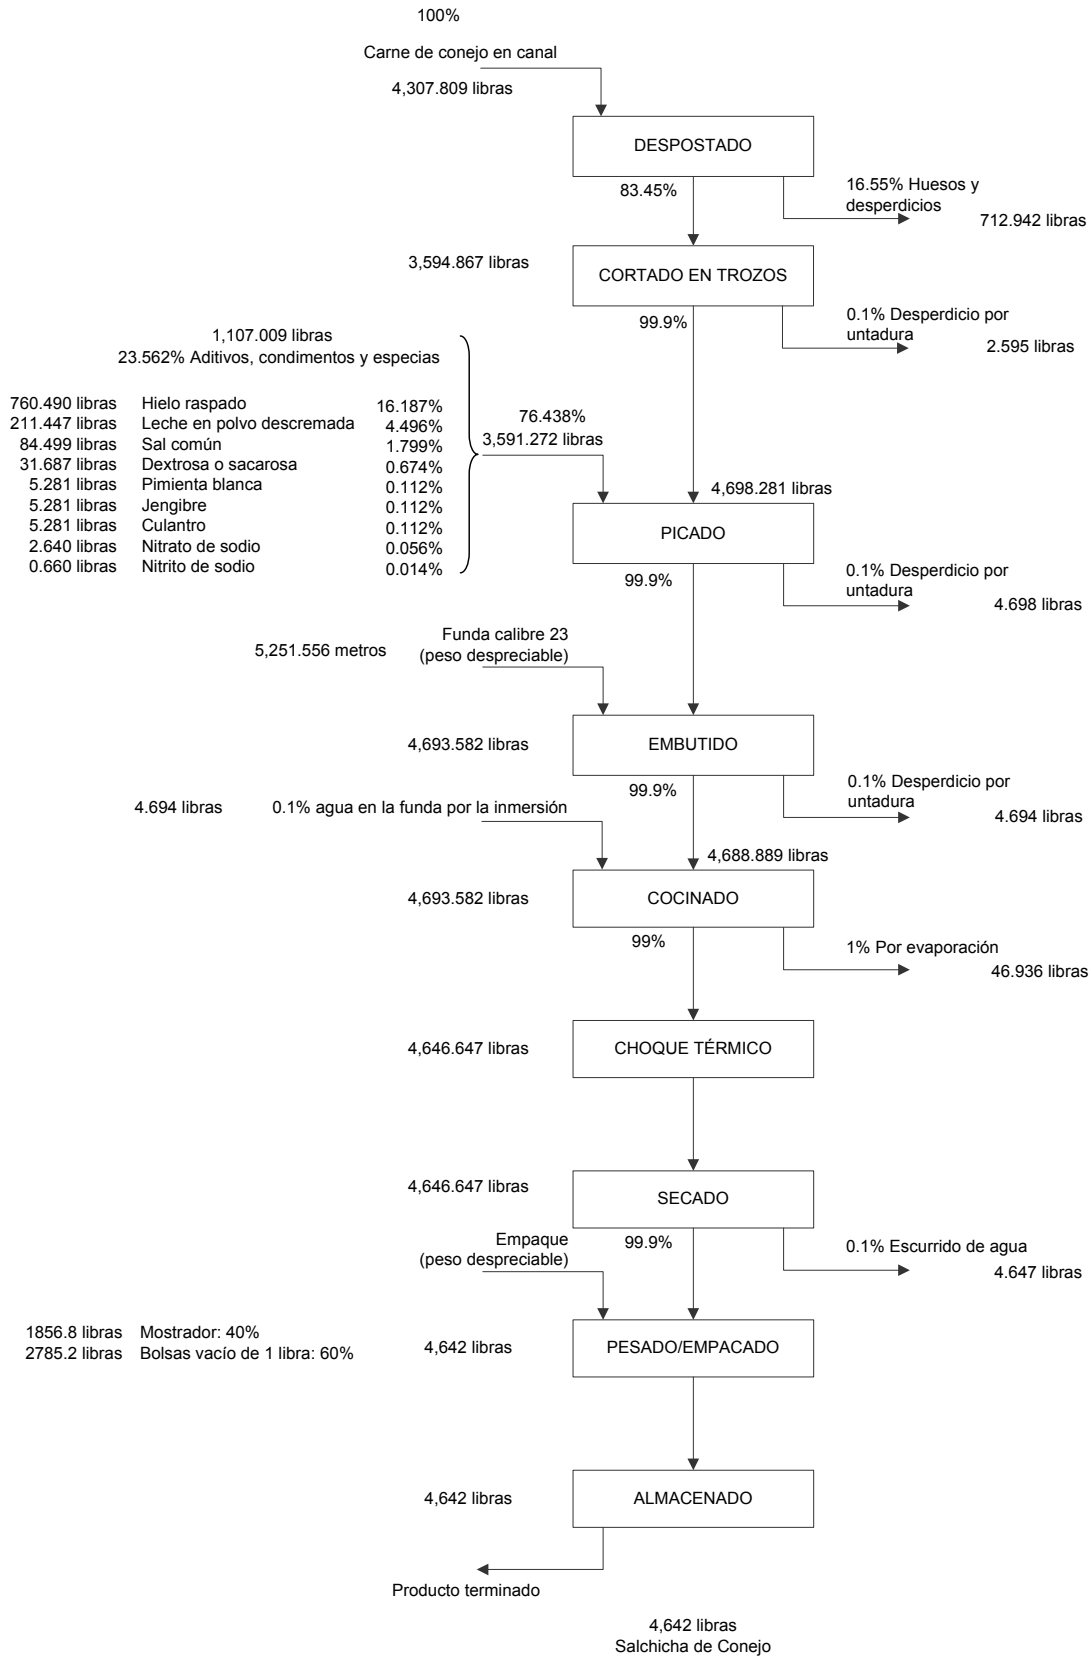 100%
Carne de conejo en canal
4,307.809 libras
DESPOSTADO
83.45%
16.55% Huesos y
desperdicios
712.942 libras
3,594.867 libras
CORTADO EN TROZOS
99.9%
0.1% Desperdicio por
untadura
2.595 libras
1,107.009 libras
23.562% Aditivos, condimentos y especias
760.490 libras Hielo raspado 16.187%
211.447 libras Leche en polvo descremada 4.496%
84.499 libras Sal común 1.799%
31.687 libras Dextrosa o sacarosa 0.674%
5.281 libras Pimienta blanca 0.112%
5.281 libras Jengibre 0.112%
5.281 libras Culantro 0.112%
2.640 libras Nitrato de sodio 0.056%
0.660 libras Nitrito de sodio 0.014%
76.438%
3,591.272 libras
4,698.281 libras
PICADO
99.9%
0.1% Desperdicio por
untadura
4.698 libras
5,251.556 metros
Funda calibre 23
(peso despreciable)
4,693.582 libras
EMBUTIDO
99.9%
0.1% Desperdicio por
untadura
4.694 libras
4.694 libras
0.1% agua en la funda por la inmersión
4,688.889 libras
4,693.582 libras
COCINADO
99%
1% Por evaporación
46.936 libras
4,646.647 libras
CHOQUE TÉRMICO
4,646.647 libras
SECADO
99.9%
0.1% Escurrido de agua
4.647 libras
Empaque
(peso despreciable)
1856.8 libras Mostrador: 40%
2785.2 libras Bolsas vacío de 1 libra: 60%
4,642 libras
PESADO/EMPACADO
4,642 libras
ALMACENADO
Producto terminado
4,642 libras
Salchicha de Conejo